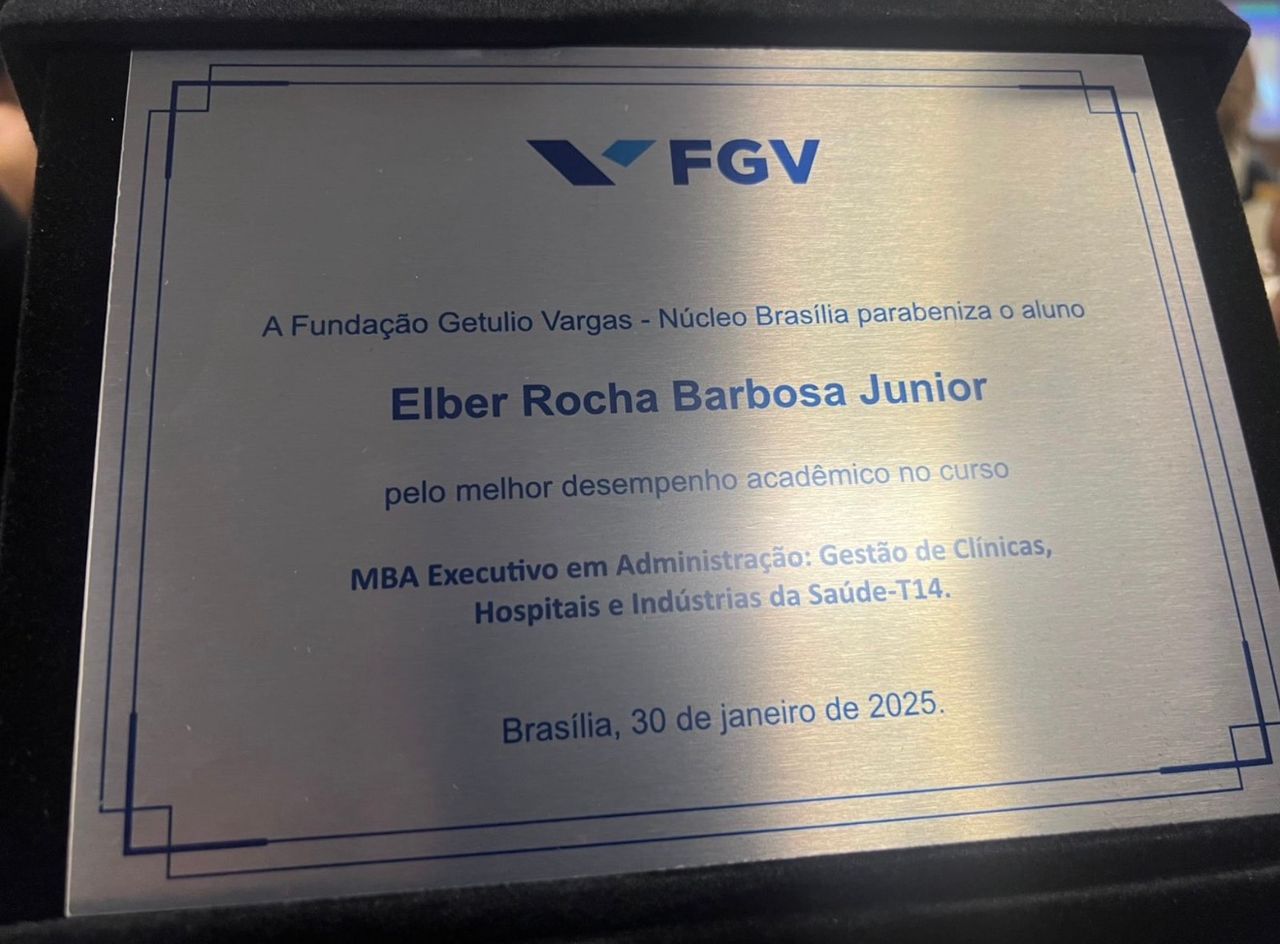 FGV
A Fundação Getulio Vargas - Núcleo Brasília parabeniza o aluno
Elber Rocha Barbosa Junior
pelo melhor desempenho acadêmico no curso
MBA Executivo em Administração: Gestão de Clínicas,
Hospitais e Indústrias da Saúde-T14.
Brasília, 30 de janeiro de 2025.